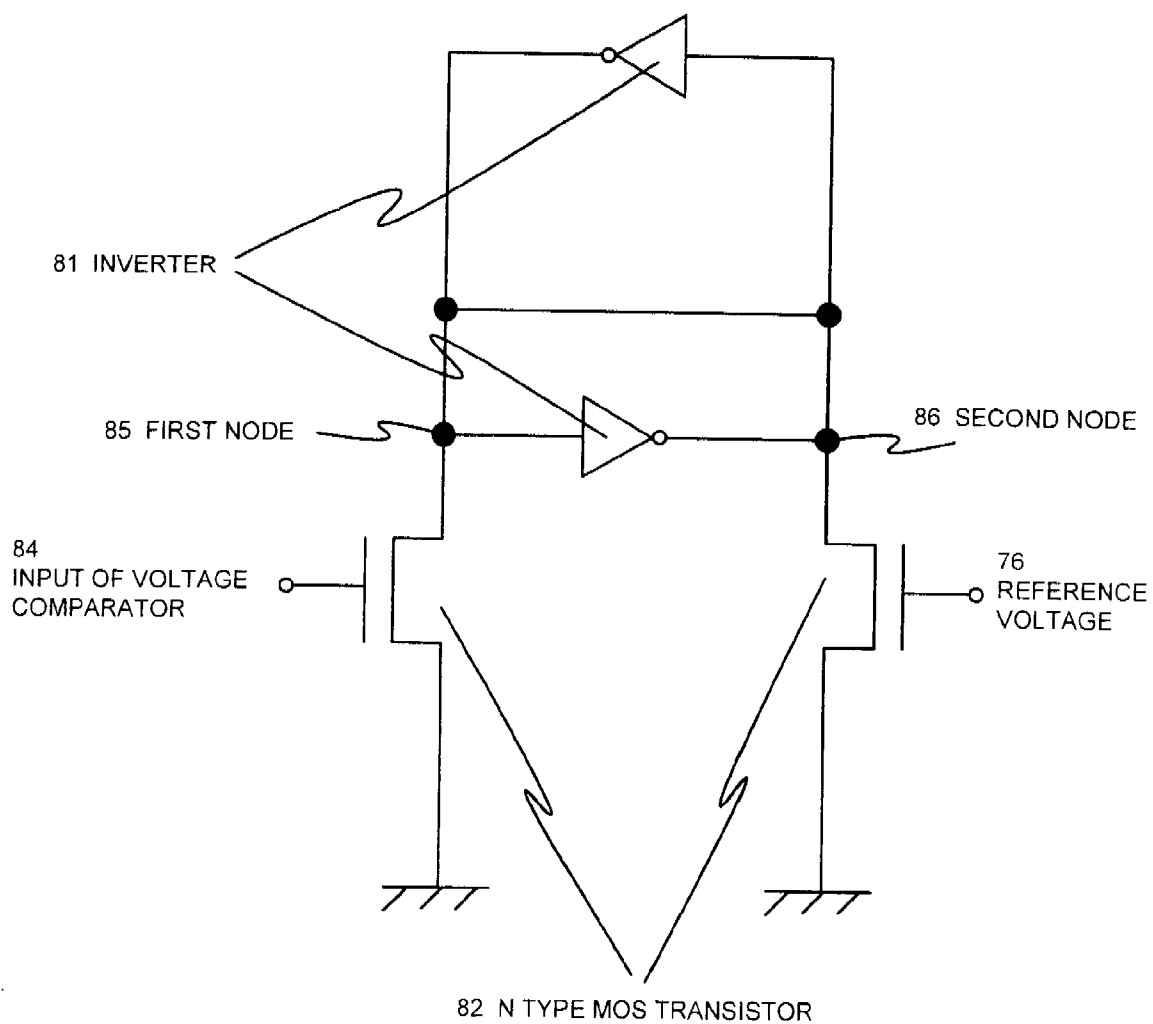 81 INVERTER
85 FIRST NODE
86 SECOND NODE
84
INPUT OF VOLTAGE
COMPARATOR
76
REFERENCE
VOLTAGE
82 N TYPE MOS TRANSISTOR